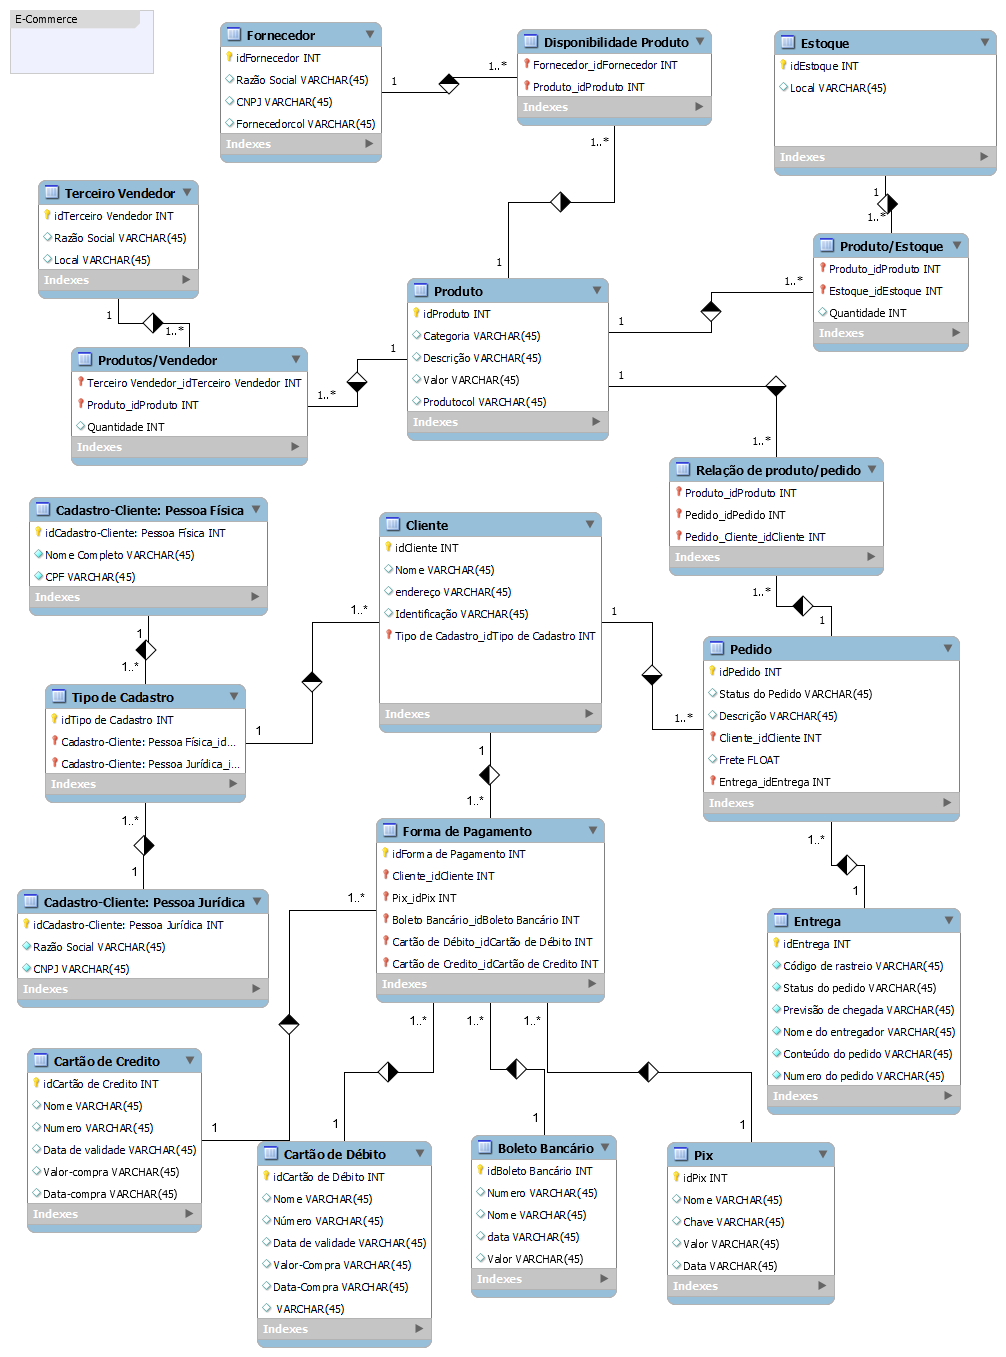 E-Commerce
Fornecedor
idFornecedor INT
Razão Social VARCHAR(45)
CNPJ VARCHAR(45)
Fornecedorcol VARCHAR(45)
Indexes
1
1..*
Disponibilidade Produto
Fornecedor_idFornecedor INT
Produto_idProduto INT
Indexes
1..*
1
Estoque
idEstoque INT
Local VARCHAR(45)
Indexes
1
1..*
Terceiro Vendedor
idTerceiro Vendedor INT
Razão Social VARCHAR(45)
Local VARCHAR(45)
Indexes
1
1..*
Produto/Estoque
Produto_idProduto INT
Estoque_idEstoque INT
Quantidade INT
Indexes
1..*
1
Produto
idProduto INT
Categoria VARCHAR(45)
Descrição VARCHAR(45)
Valor VARCHAR(45)
Produtocol VARCHAR(45)
Indexes
1
1..*
Produtos/Vendedor
Terceiro Vendedor_idTerceiro Vendedor INT
Produto_idProduto INT
Quantidade INT
Indexes
1
1..*
Relação de produto/pedido
Produto_idProduto INT
Pedido_idPedido INT
Pedido_Cliente_idCliente INT
Indexes
1..*
1
Cadastro-Cliente: Pessoa Física
idCadastro-Cliente: Pessoa Física INT
Nome Completo VARCHAR(45)
CPF VARCHAR(45)
Indexes
1
1..*
Cliente
idCliente INT
Nome VARCHAR(45)
endereço VARCHAR(45)
Identificação VARCHAR(45)
Tipo de Cadastro_idTipo de Cadastro INT
Indexes
1..*
1
1
1..*
Pedido
idPedido INT
Status do Pedido VARCHAR(45)
Descrição VARCHAR(45)
Cliente_idCliente INT
Frete FLOAT
Entrega_idEntrega INT
Indexes
1..*
1
Tipo de Cadastro
idTipo de Cadastro INT
Cadastro-Cliente: Pessoa Física_id...
Cadastro-Cliente: Pessoa Jurídica_i...
Indexes
1..*
1
1
1..*
Forma de Pagamento
idForma de Pagamento INT
Cliente_idCliente INT
Pix_idPix INT
Boleto Bancário_idBoleto Bancário INT
Cartão de Débito_idCartão de Débito INT
Cartão de Credito_idCartão de Credito INT
Indexes
1..*
1..*
1..*
1..*
Cadastro-Cliente: Pessoa Jurídica
idCadastro-Cliente: Pessoa Jurídica INT
Razão Social VARCHAR(45)
CNPJ VARCHAR(45)
Indexes
Entrega
idEntrega INT
Código de rastreio VARCHAR(45)
Status do pedido VARCHAR(45)
Previsão de chegada VARCHAR(45)
Nome do entregador VARCHAR(45)
Conteúdo do pedido VARCHAR(45)
Numero do pedido VARCHAR(45)
Indexes
Cartão de Credito
idCartão de Credito INT
Nome VARCHAR(45)
Numero VARCHAR(45)
Data de validade VARCHAR(45)
Valor-compra VARCHAR(45)
Data-compra VARCHAR(45)
Indexes
1
1
1
1
Cartão de Débito
idCartão de Débito INT
Nome VARCHAR(45)
Número VARCHAR(45)
Data de validade VARCHAR(45)
Valor-Compra VARCHAR(45)
Data-Compra VARCHAR(45)
VARCHAR(45)
Indexes
Boleto Bancário
idBoleto Bancário INT
Numero VARCHAR(45)
Nome VARCHAR(45)
data VARCHAR(45)
Valor VARCHAR(45)
Indexes
Pix
idPix INT
Nome VARCHAR(45)
Chave VARCHAR(45)
Valor VARCHAR(45)
Data VARCHAR(45)
Indexes